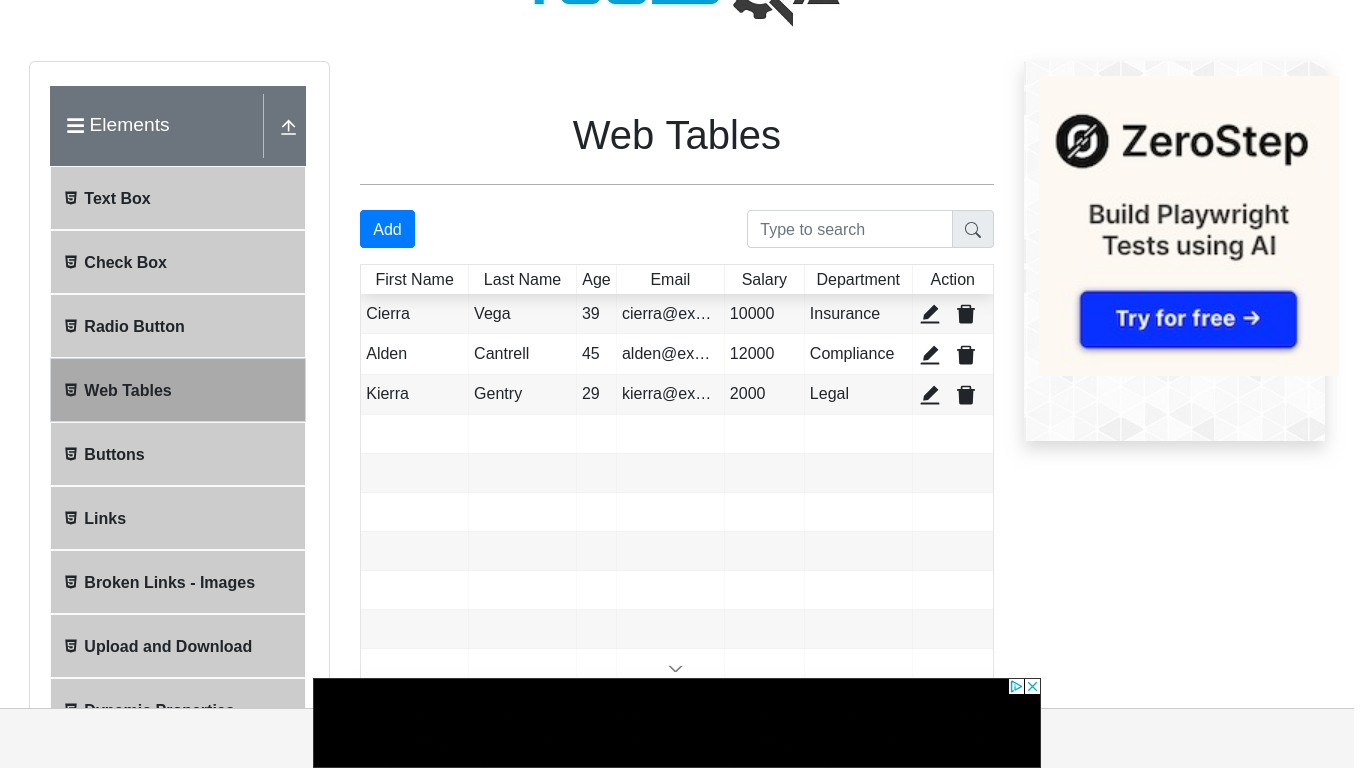 Elements
Text Box
Check Box
Radio Button
Web Tables
Buttons
Links
Broken Links - Images
Upload and Download
Web Tables
Add
Type to search
First Name Last Name Age Email Salary Department Action
Cierra Vega 39 cierra@ex... 10000 Insurance
Alden Cantrell 45 alden@ex... 12000 Compliance
Kierra Gentry 29 kierra@ex... 2000 Legal
ZeroStep
Build Playwright
Tests using AI
Try for free →